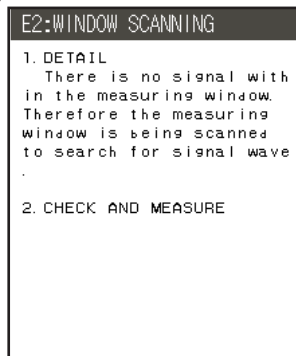 E2:WINDOW SCANNING
1. DETAIL
There is no signal with
in the measuring window.
Therefore the measuring
window is being scanned
to search for signal wave
.
2. CHECK AND MEASURE